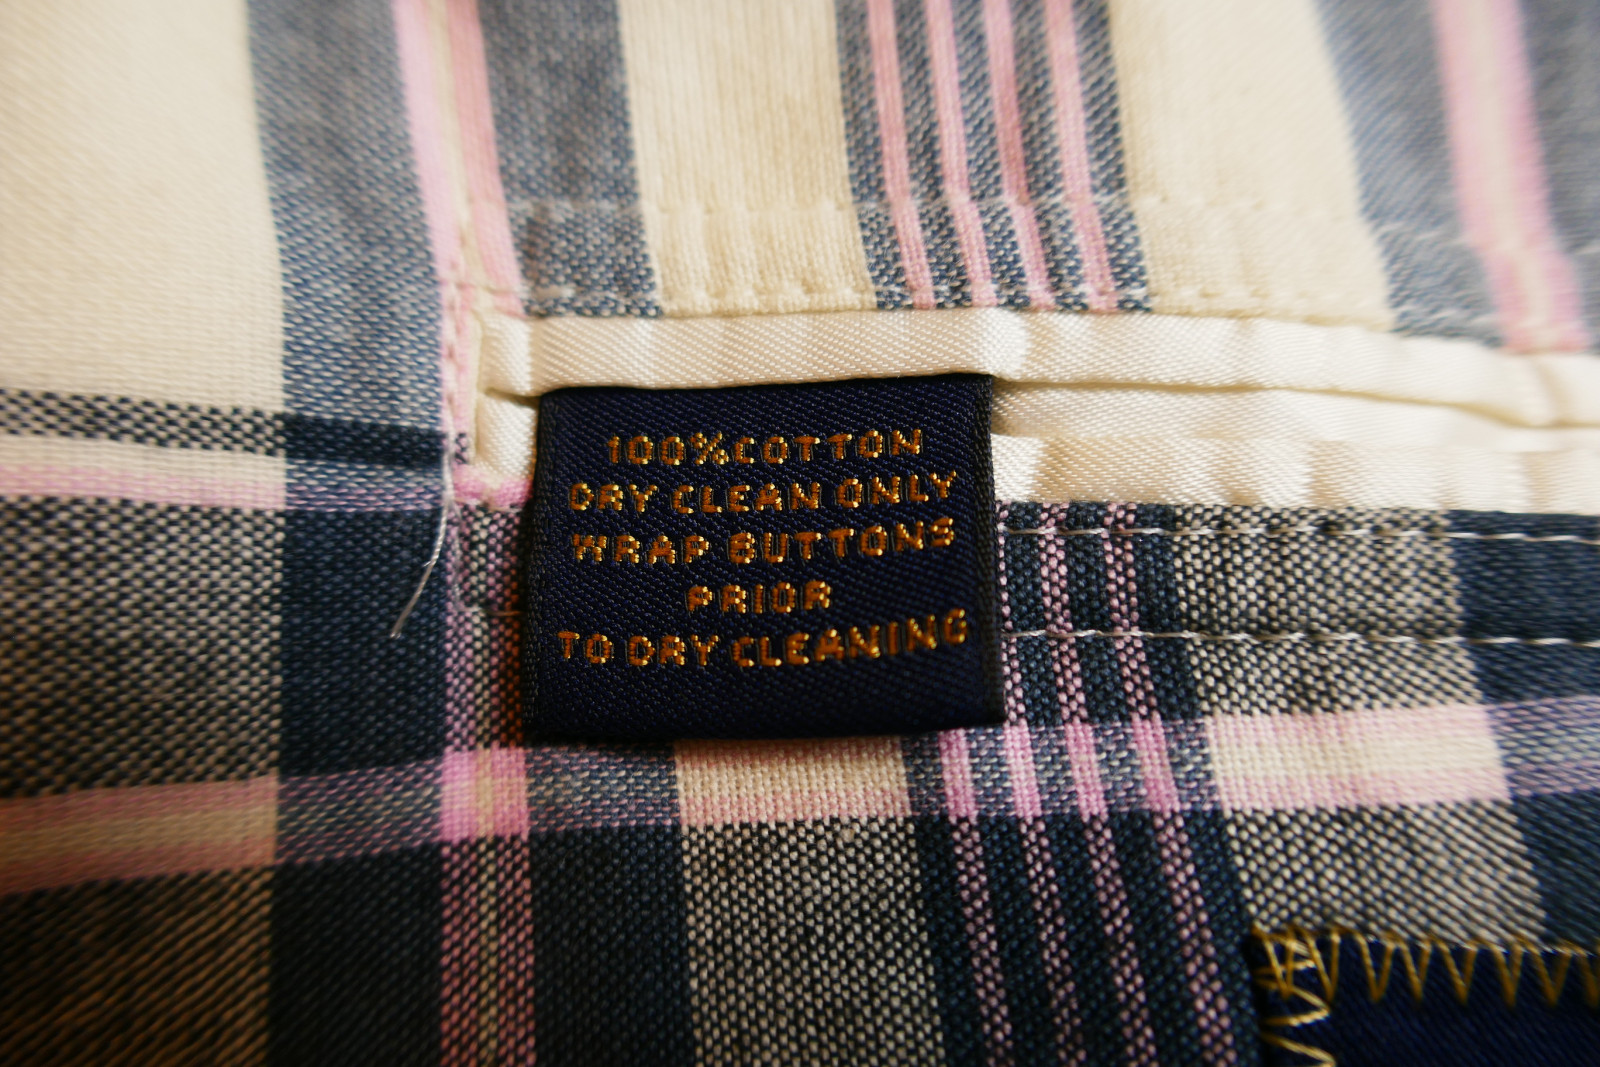 100%COTTON
DRY CLEAN ONLY
WRAP BUTTONS
PRIOR
TO DRY CLEANING